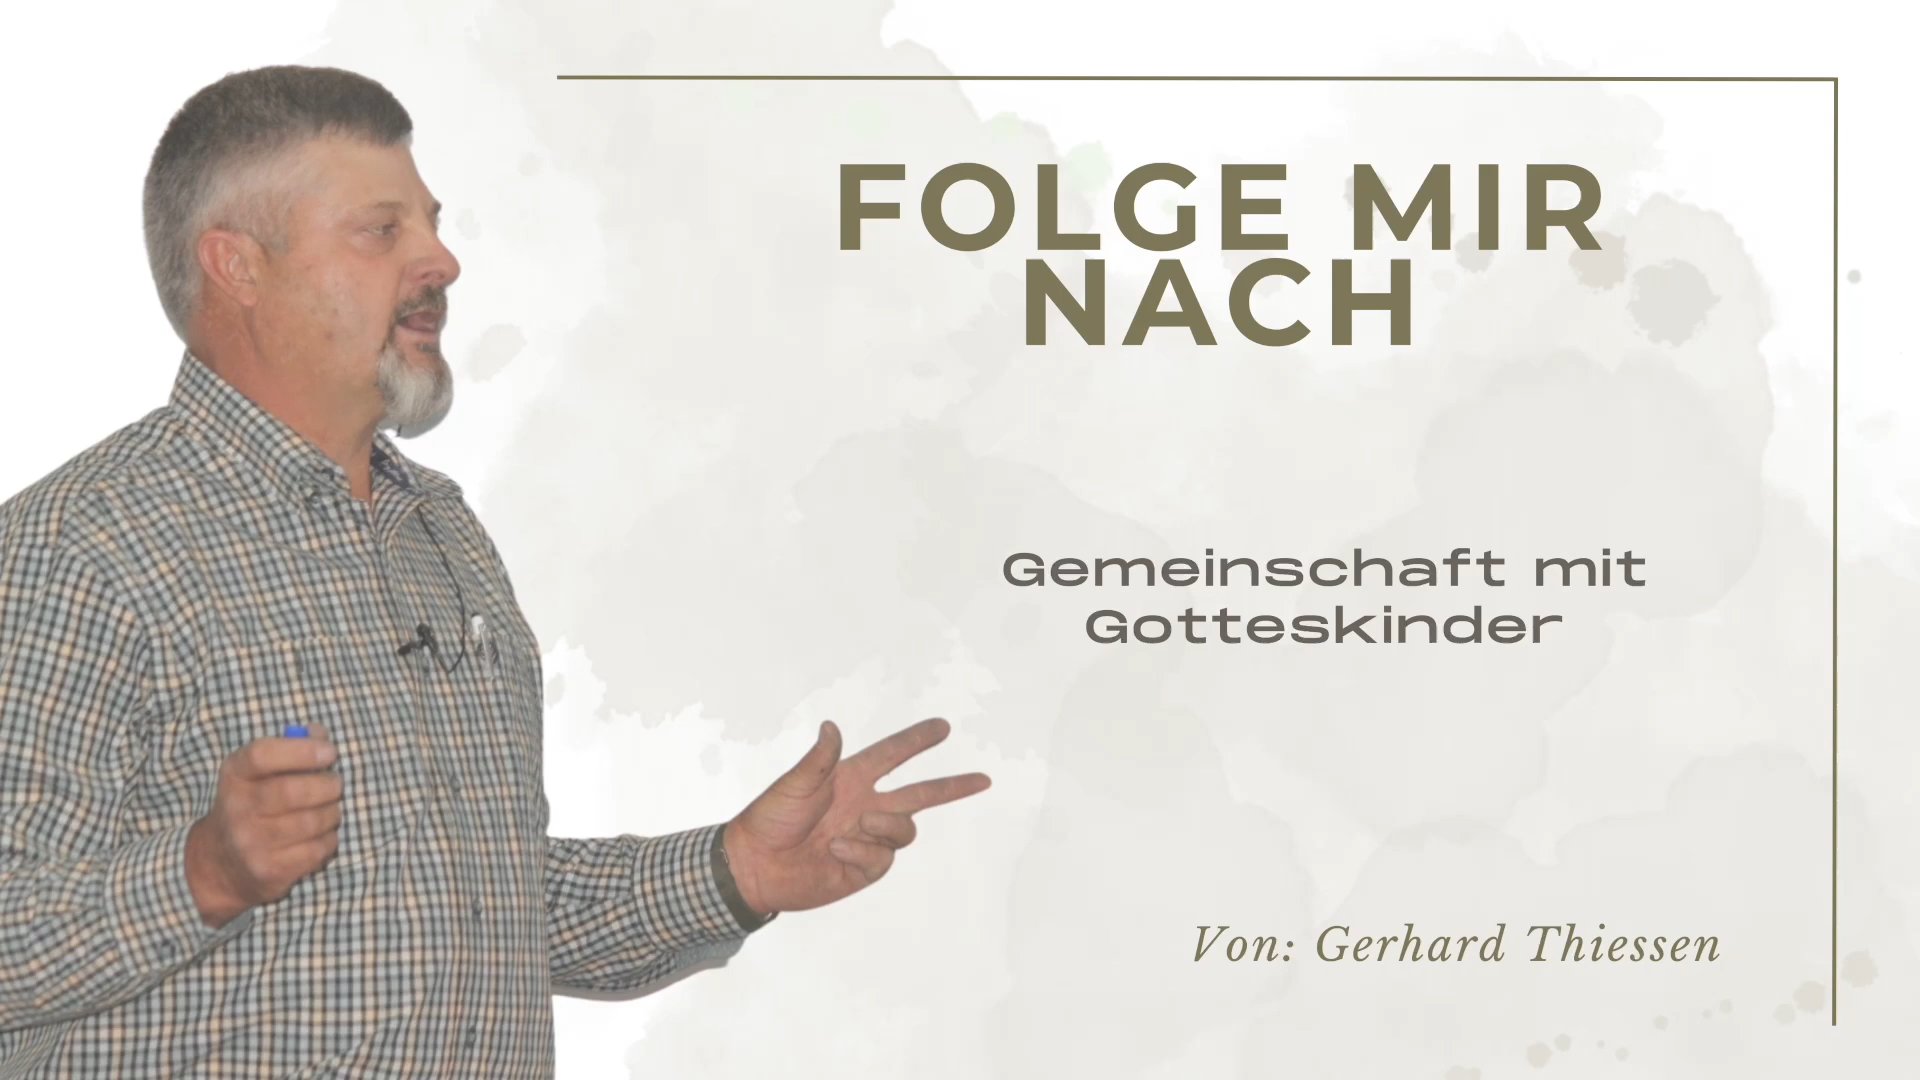 FOLGE MIR
NACH
Gemeinschaft mit
Gotteskinder
Von: Gerhard Thiessen